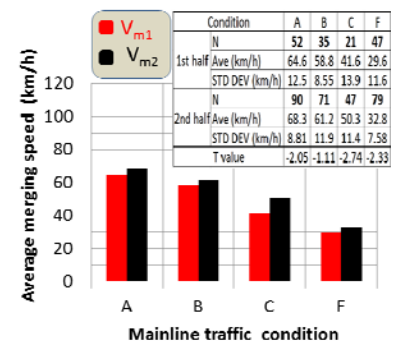 Vm1
Vm2
Condition A B C F
1st half N 52 35 21 47
Ave (km/h) 64.6 58.8 41.6 29.6
STD DEV (km/h) 12.5 8.55 13.9 11.6
2nd half N 90 71 47 79
Ave (km/h) 68.3 61.2 50.3 32.8
STD DEV (km/h) 8.81 11.9 11.4 7.58
T value -2.05 -1.11 -2.74 -2.33
Average merging speed (km/h)
120
100
80
60
40
20
0
A B C F
Mainline traffic condition